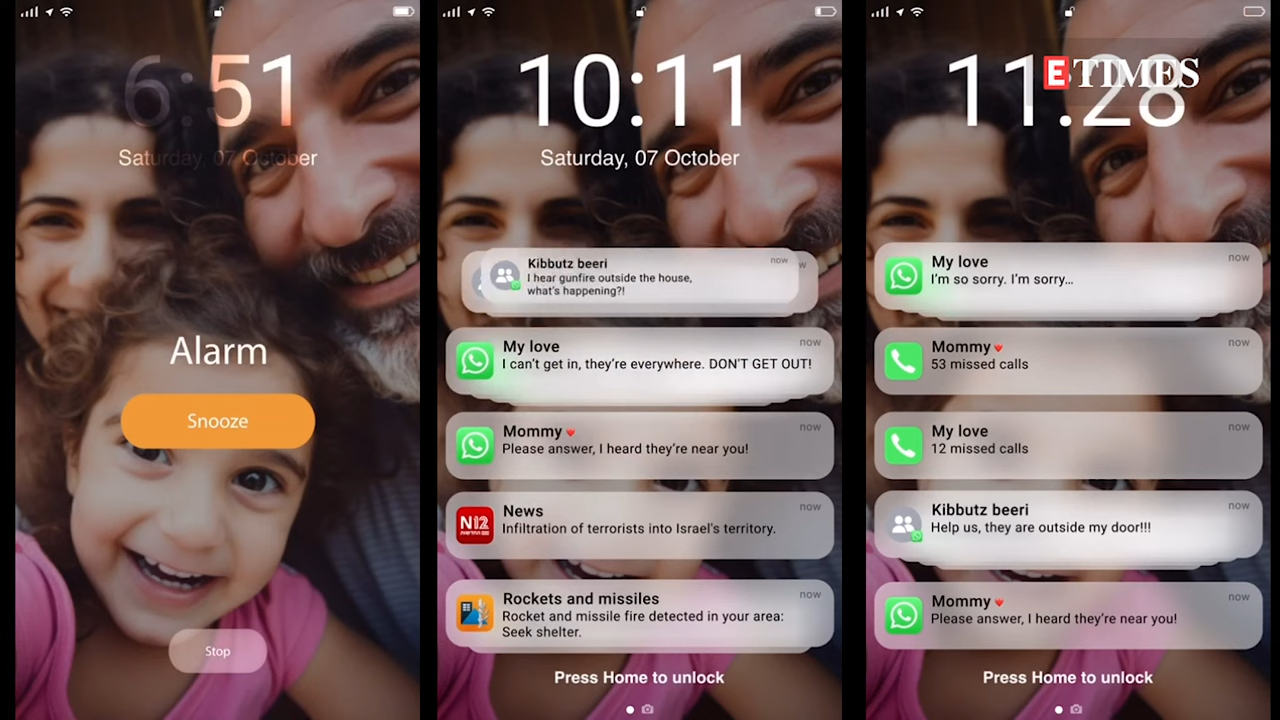 6:51
Saturday, 07 October
Alarm
Snooze
Stop
10:11
Saturday, 07 October
Kibbutz beeri
now
I hear gunfire outside the house,
what's happening?!
My love
now
I can't get in, they're everywhere. DON'T GET OUT!
Mommy
now
Please answer, I heard they're near you!
N12
News
now
Infiltration of terrorists into Israel's territory.
Rockets and missiles
now
Rocket and missile fire detected in your area:
Seek shelter.
Press Home to unlock
11:28
E TIMES
My love
now
I'm so sorry. I'm sorry...
Mommy
now
53 missed calls
My love
now
12 missed calls
Kibbutz beeri
Help us, they are outside my door!!!
Mommy
now
Please answer, I heard they're near you!
Press Home to unlock